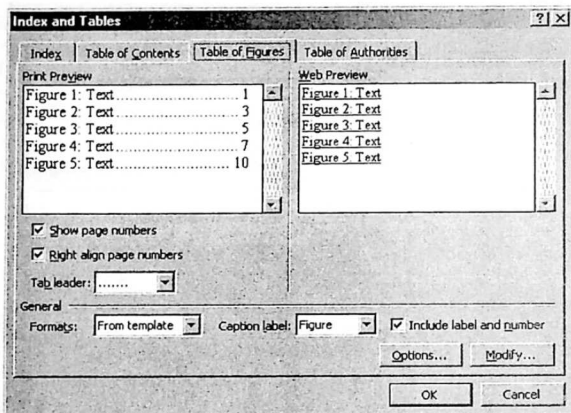 Index and Tables
Index Table of Contents Table of Figures Table of Authorities
Print Preview
Figure 1: Text........................ 1
Figure 2: Text........................ 3
Figure 3: Text........................ 5
Figure 4: Text........................ 7
Figure 5: Text........................ 10
Web Preview
Figure 1: Text
Figure 2: Text
Figure 3: Text
Figure 4: Text
Figure 5: Text
Show page numbers
Right align page numbers
Tab leader: .......
General
Formats: From template Caption label: Figure Include label and number
Options... Modify...
OK Cancel